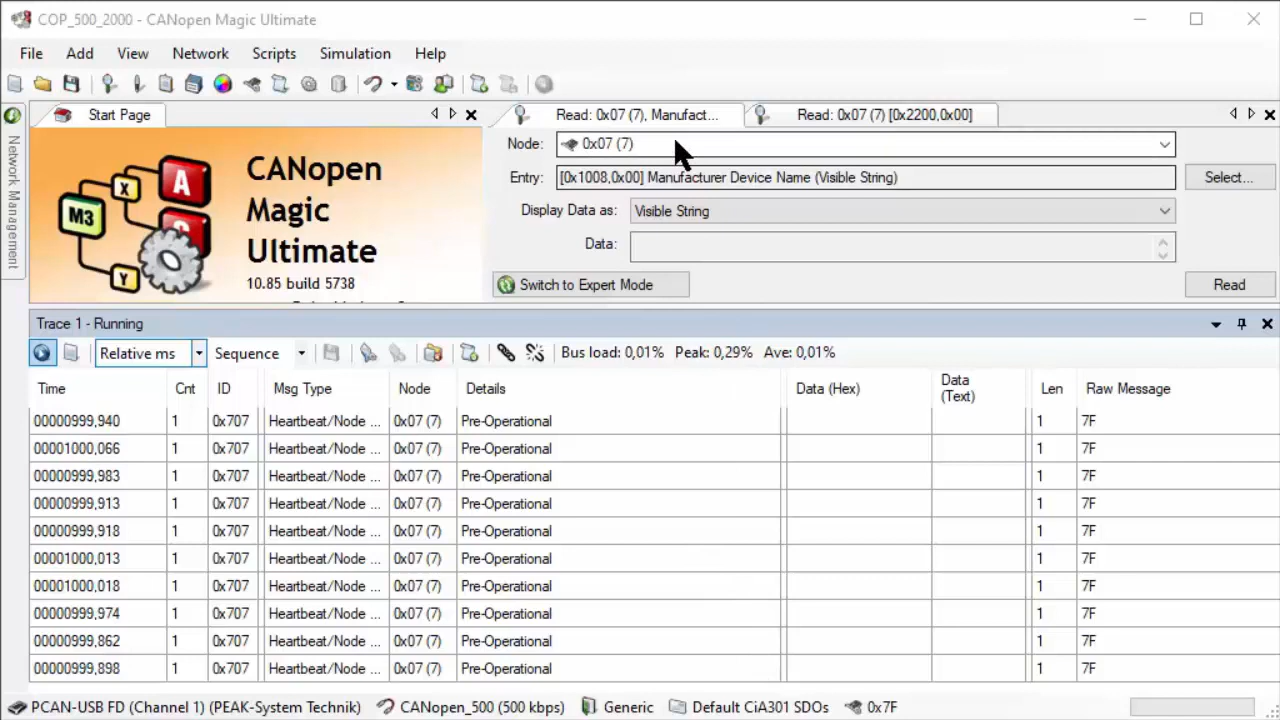 COP_500_2000 - CANopen Magic Ultimate
File Add View Network Scripts Simulation Help
Network Management
Start Page
CANopen
Magic
Ultimate
10.85 build 5738
M3 X A Y
Read: 0x07 (7), Manufact... Read: 0x07 (7) [0x2200,0x00]
Node: 0x07 (7)
Entry: [0x1008,0x00] Manufacturer Device Name (Visible String) Select...
Display Data as: Visible String
Data:
Switch to Expert Mode Read
Trace 1 - Running
Relative ms Sequence Bus load: 0,01% Peak: 0,29% Ave: 0,01%
Time Cnt ID Msg Type Node Details Data (Hex) Data (Text) Len Raw Message
00000999,940 1 0x707 Heartbeat/Node ... 0x07 (7) Pre-Operational 1 7F
00001000,066 1 0x707 Heartbeat/Node ... 0x07 (7) Pre-Operational 1 7F
00000999,983 1 0x707 Heartbeat/Node ... 0x07 (7) Pre-Operational 1 7F
00000999,913 1 0x707 Heartbeat/Node ... 0x07 (7) Pre-Operational 1 7F
00000999,918 1 0x707 Heartbeat/Node ... 0x07 (7) Pre-Operational 1 7F
00001000,013 1 0x707 Heartbeat/Node ... 0x07 (7) Pre-Operational 1 7F
00001000,018 1 0x707 Heartbeat/Node ... 0x07 (7) Pre-Operational 1 7F
00000999,974 1 0x707 Heartbeat/Node ... 0x07 (7) Pre-Operational 1 7F
00000999,862 1 0x707 Heartbeat/Node ... 0x07 (7) Pre-Operational 1 7F
00000999,898 1 0x707 Heartbeat/Node ... 0x07 (7) Pre-Operational 1 7F
PCAN-USB FD (Channel 1) (PEAK-System Technik) CANopen_500 (500 kbps) Generic Default CiA301 SDOs 0x7F